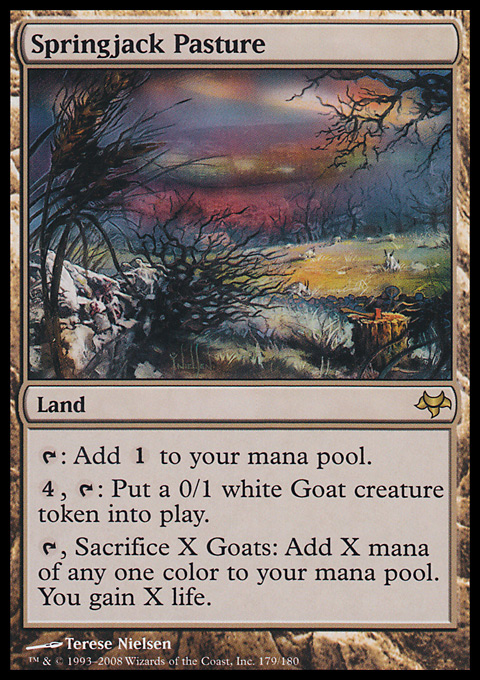 Springjack Pasture
Land
: Add 1 to your mana pool.
4, : Put a 0/1 white Goat creature
token into play.
, Sacrifice X Goats: Add X mana
of any one color to your mana pool.
You gain X life.
Terese Nielsen
™ & © 1993–2008 Wizards of the Coast, Inc. 179/180